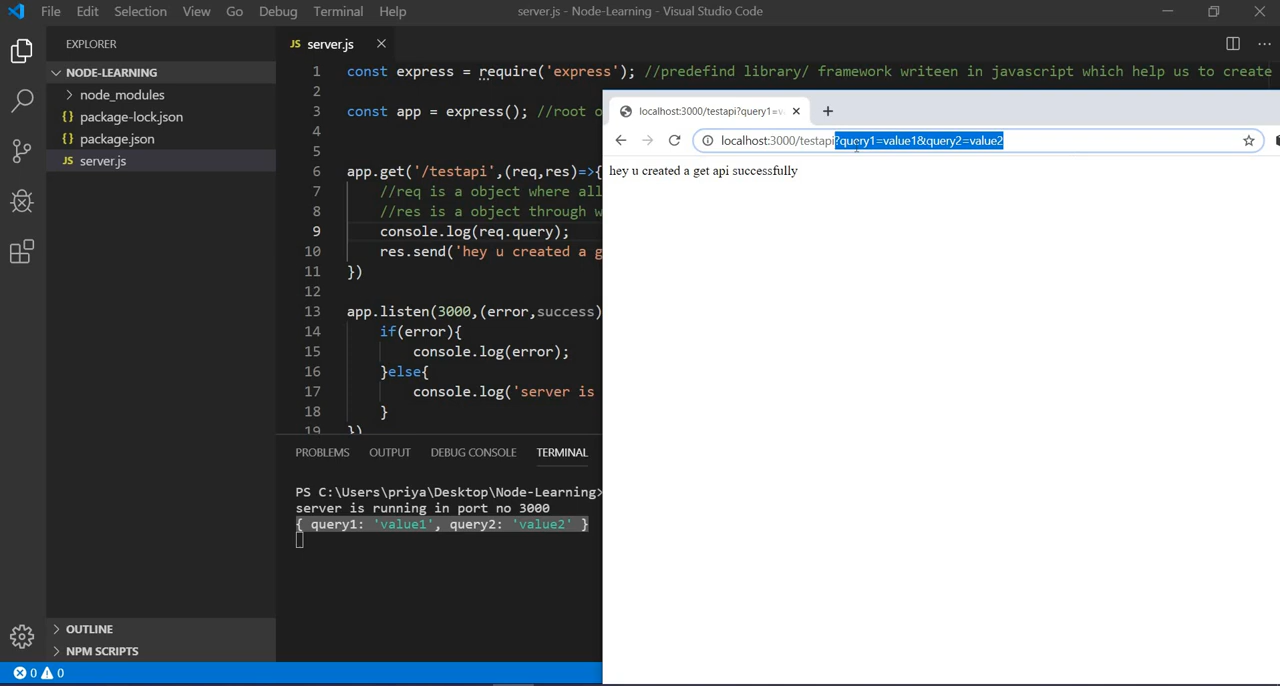 File Edit Selection View Go Debug Terminal Help server.js - Node-Learning - Visual Studio Code
EXPLORER
NODE-LEARNING
node_modules
{} package-lock.json
{} package.json
JS server.js
OUTLINE
NPM SCRIPTS
0 0
JS server.js
1 const express = require('express'); //predefind library/ framework writeen in javascript which help us to create
2
3 const app = express(); //root o
4
5
6 app.get('/testapi',(req,res)=>{
7 //req is a object where all
8 //res is a object through w
9 console.log(req.query);
10 res.send('hey u created a g
11 })
12
13 app.listen(3000,(error,success)
14 if(error){
15 console.log(error);
16 }else{
17 console.log('server is
18 }
19 })
PROBLEMS OUTPUT DEBUG CONSOLE TERMINAL
PS C:\Users\priya\Desktop\Node-Learning>
server is running in port no 3000
{ query1: 'value1', query2: 'value2' }
localhost:3000/testapi?query1=v
localhost:3000/testapi?query1=value1&query2=value2
hey u created a get api successfully